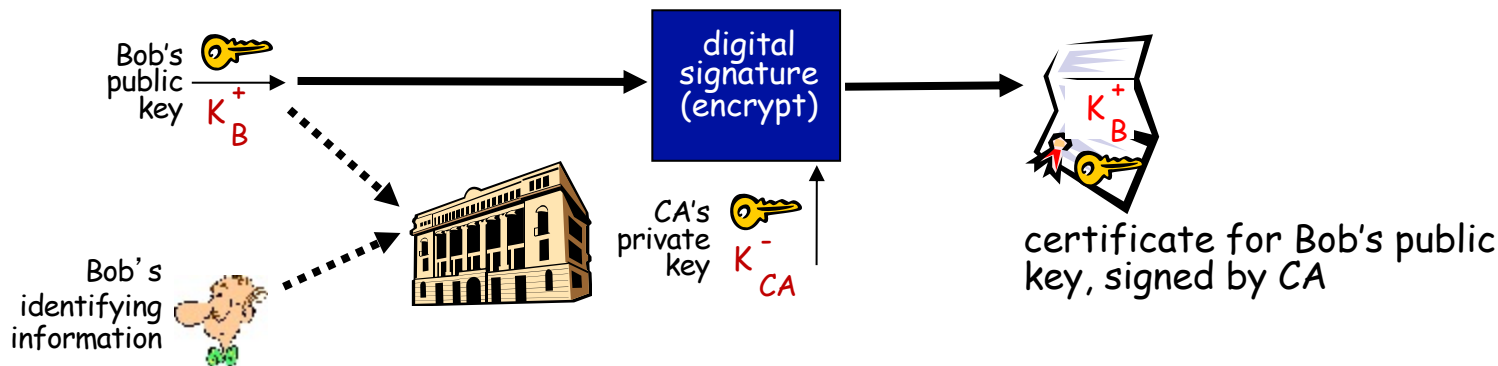 Bob's
public
key
K
+
B
digital
signature
(encrypt)
K
+
B
CA's
private
key
K
-
CA
certificate for Bob's public
key, signed by CA
Bob's
identifying
information